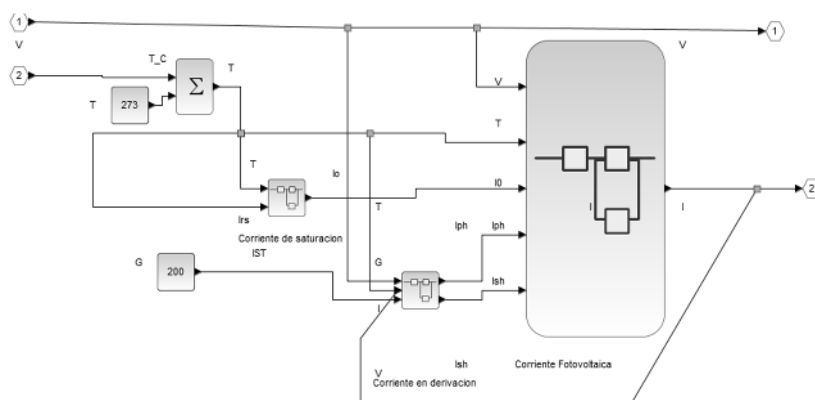 1
V
V
1
2
T_C
T
Σ
T
273
V
T
T
Io
I0
T
Irs
Corriente de saturacion
IST
Iph
Iph
I
I
2
G
200
G
Ish
I
Ish
Corriente Fotovoltaica
V
Corriente en derivacion